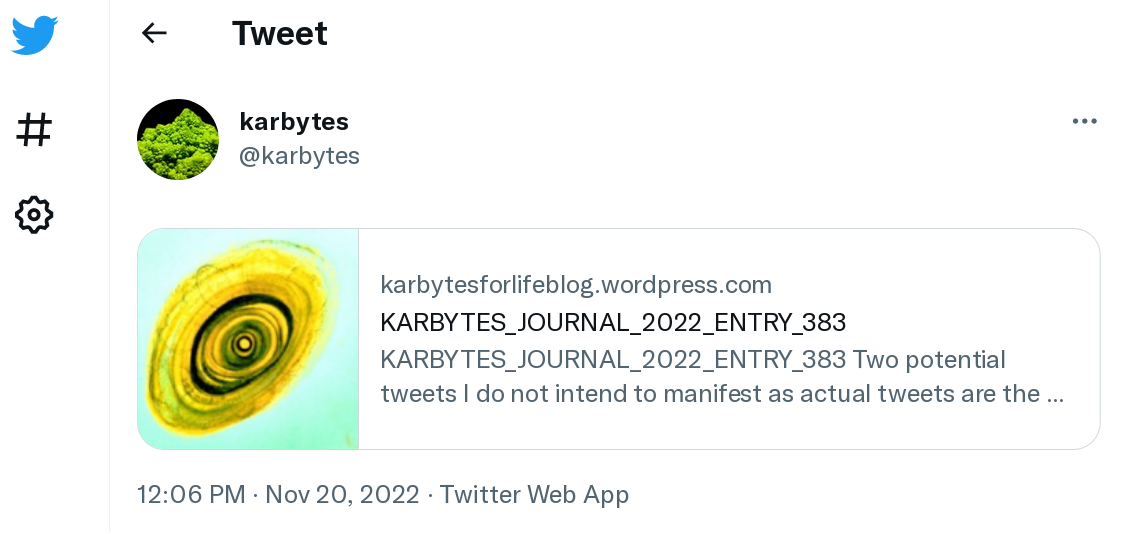 Tweet
karbytes
@karbytes
karbytesforlifeblog.wordpress.com
KARBYTES_JOURNAL_2022_ENTRY_383
KARBYTES_JOURNAL_2022_ENTRY_383 Two potential
tweets I do not intend to manifest as actual tweets are the ...
12:06 PM · Nov 20, 2022 · Twitter Web App